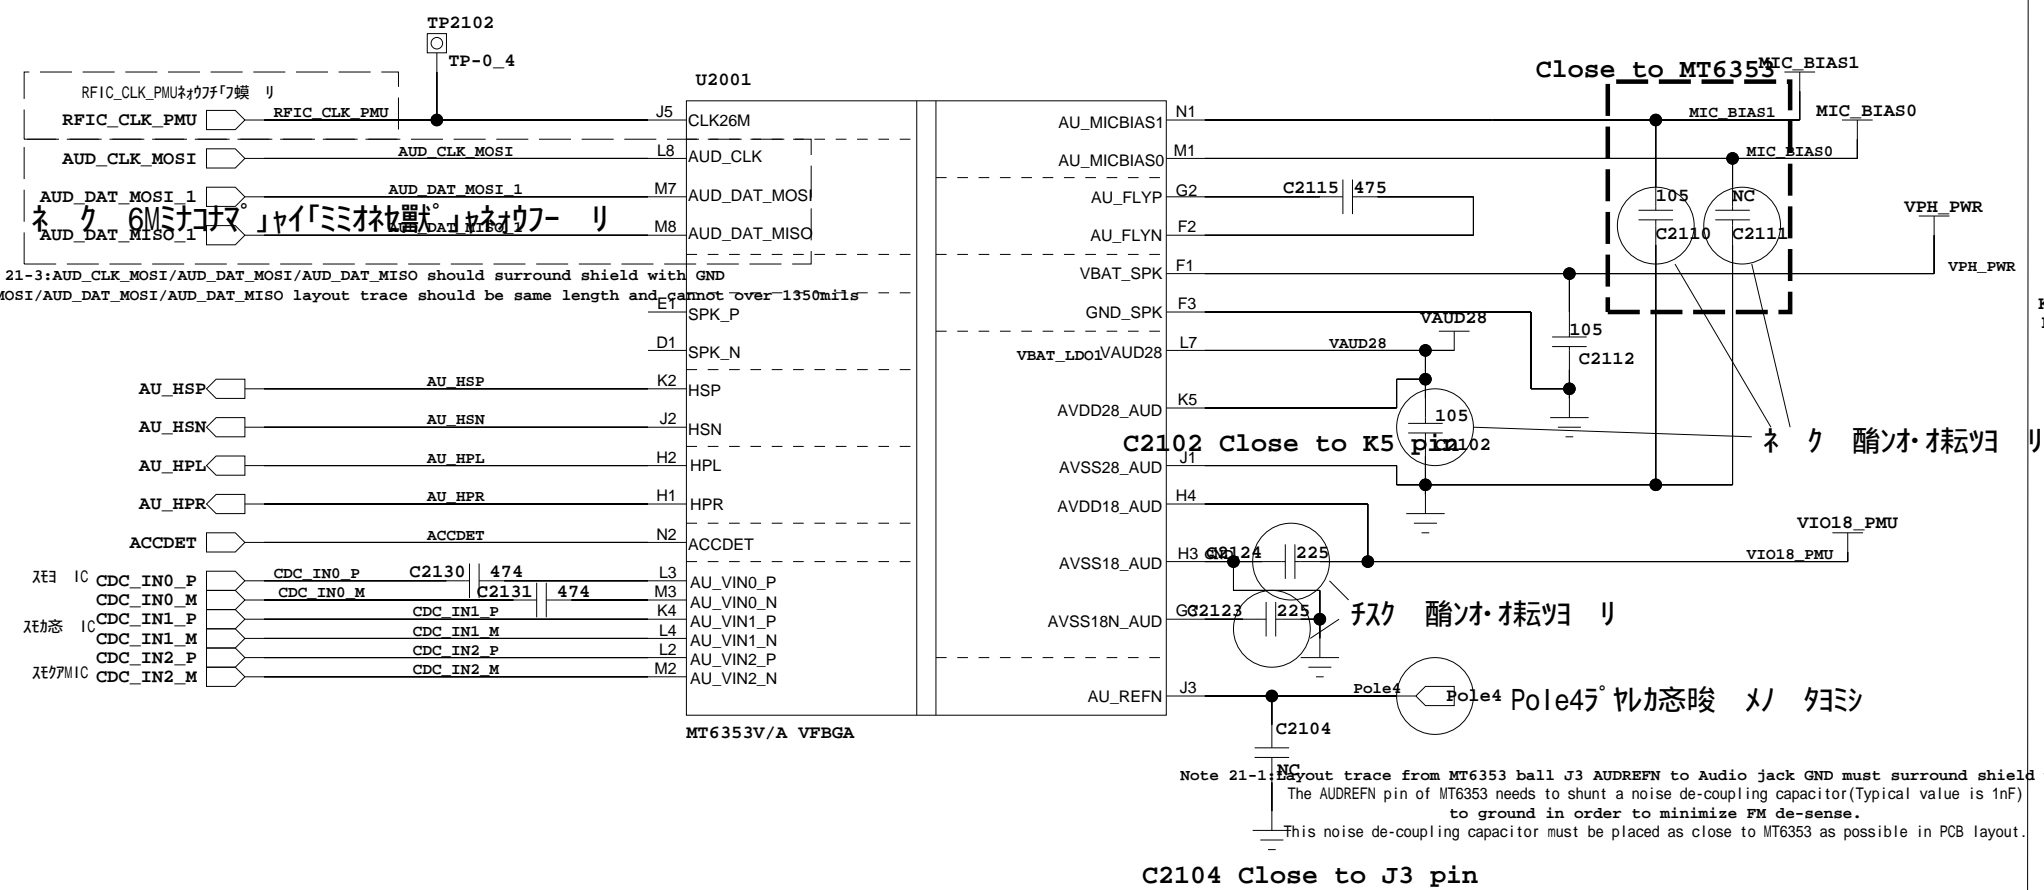 TP2102
TP-0_4
U2001
Close to MT6353
MIC_BIAS1
MIC_BIAS0
RFIC_CLK_PMU
RFIC_CLK_PMU
J5
CLK26M
AU_MICBIAS1
N1
MIC_BIAS1
AUD_CLK_MOSI
AUD_CLK_MOSI
L8
AUD_CLK
AU_MICBIAS0
M1
MIC_BIAS0
AUD_DAT_MOSI_1
AUD_DAT_MOSI_1
M7
AUD_DAT_MOSI
AU_FLYP
G2
C2115
475
105
NC
C2110
C2111
AUD_DAT_MISO_1
AUD_DAT_MISO_1
M8
AUD_DAT_MISO
AU_FLYN
F2
VPH_PWR
21-3:AUD_CLK_MOSI/AUD_DAT_MOSI/AUD_DAT_MISO should surround shield with GND
MOSI/AUD_DAT_MOSI/AUD_DAT_MISO layout trace should be same length and cannot over 1350mils
VBAT_SPK
F1
VPH_PWR
E1
SPK_P
GND_SPK
F3
VAUD28
105
C2112
D1
SPK_N
VBAT_LDO1
VAUD28
L7
VAUD28
AU_HSP
AU_HSP
K2
HSP
AVDD28_AUD
K5
105
C2102
AU_HSN
AU_HSN
J2
HSN
C2102 Close to K5 pin
AU_HPL
AU_HPL
H2
HPL
AVSS28_AUD
J1
AU_HPR
AU_HPR
H1
HPR
AVDD18_AUD
H4
VIO18_PMU
ACCDET
ACCDET
N2
ACCDET
AVSS18_AUD
H3
GND
C2124
225
VIO18_PMU
CDC_IN0_P
CDC_IN0_P
C2130
474
L3
AU_VIN0_P
CDC_IN0_M
CDC_IN0_M
C2131
474
M3
AU_VIN0_N
CDC_IN1_P
CDC_IN1_P
K4
AU_VIN1_P
AVSS18N_AUD
G3
C2123
225
CDC_IN1_M
CDC_IN1_M
L4
AU_VIN1_N
CDC_IN2_P
CDC_IN2_P
L2
AU_VIN2_P
CDC_IN2_M
CDC_IN2_M
M2
AU_VIN2_N
AU_REFN
J3
Pole4
Pole4
MT6353V/A VFBGA
C2104
NC
Note 21-1:Layout trace from MT6353 ball J3 AUDREFN to Audio jack GND must surround shield
The AUDREFN pin of MT6353 needs to shunt a noise de-coupling capacitor(Typical value is 1nF)
to ground in order to minimize FM de-sense.
This noise de-coupling capacitor must be placed as close to MT6353 as possible in PCB layout.
C2104 Close to J3 pin